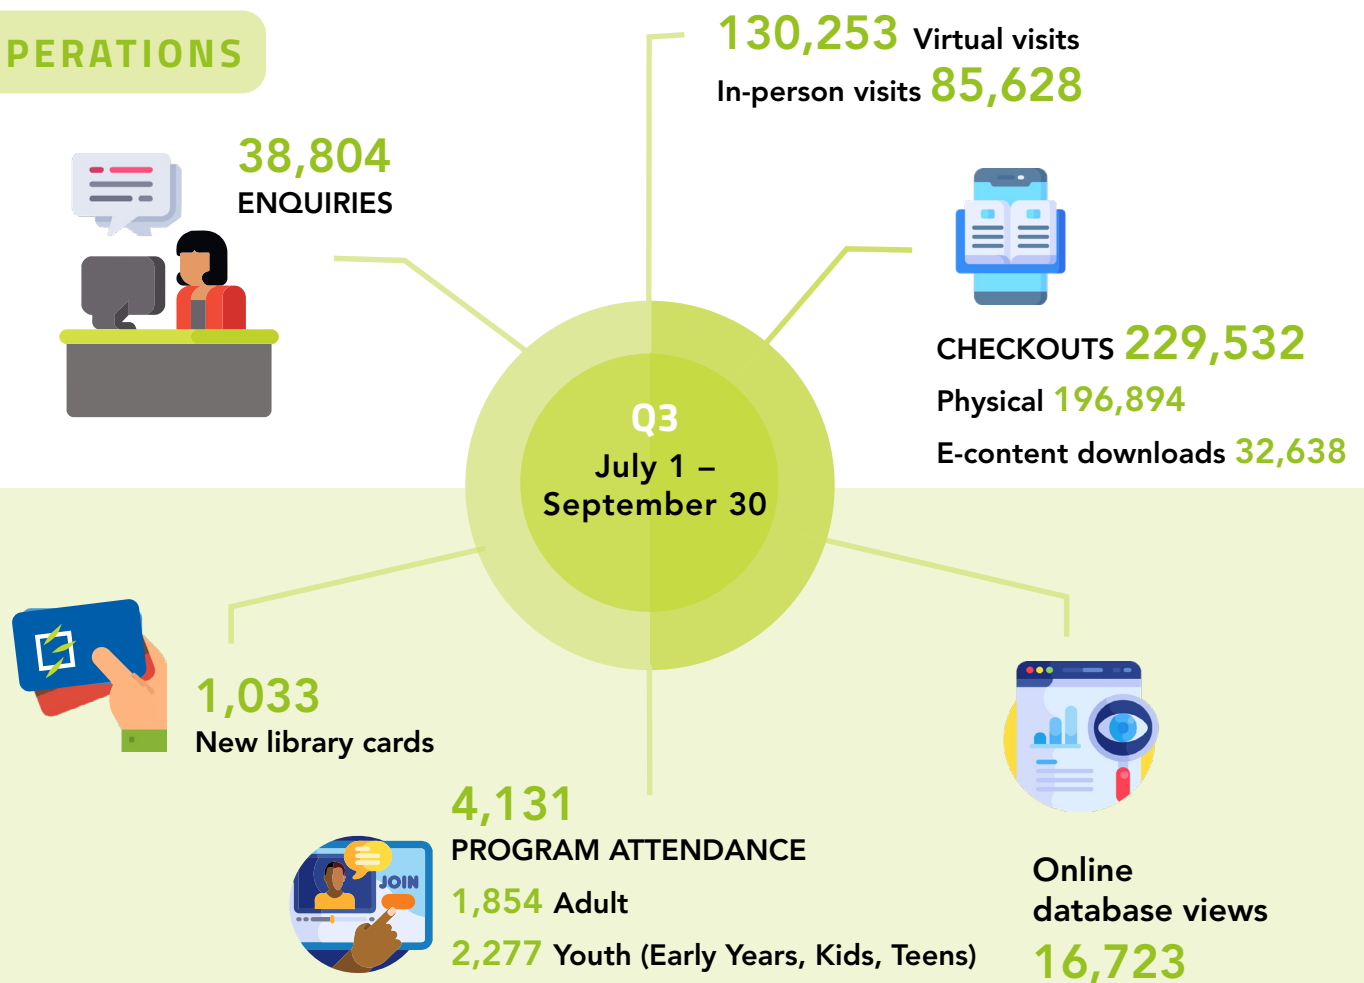 PERATIONS
130,253 Virtual visits
In-person visits 85,628
38,804
ENQUIRIES
CHECKOUTS 229,532
Physical 196,894
E-content downloads 32,638
Q3
July 1 –
September 30
1,033
New library cards
4,131
PROGRAM ATTENDANCE
1,854 Adult
2,277 Youth (Early Years, Kids, Teens)
JOIN
Online
database views
16,723